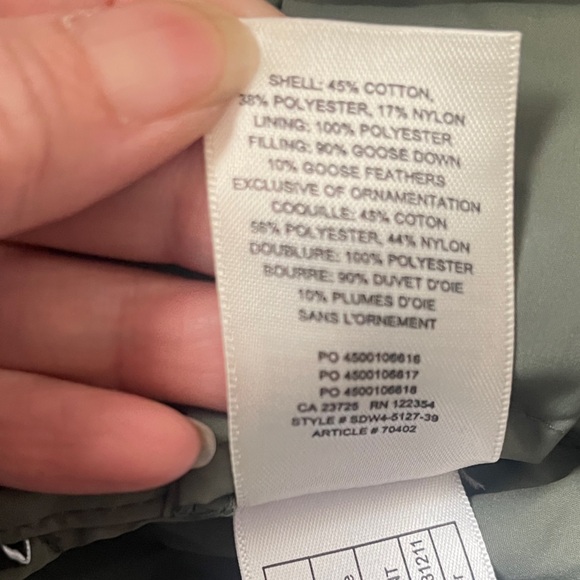 SHELL: 45% COTTON,
38% POLYESTER, 17% NYLON
LINING: 100% POLYESTER
FILLING: 90% GOOSE DOWN
10% GOOSE FEATHERS
EXCLUSIVE OF ORNAMENTATION
COQUILLE: 45% COTON
56% POLYESTER, 44% NYLON
DOUBLURE: 100% POLYESTER
BOURRE: 90% DUVET D'OIE
10% PLUMES D'OIE
SANS L'ORNEMENT
PO 4500106616
PO 4500106617
PO 4500106618
CA 23725 RN 122354
STYLE # SDW4-5127-39
ARTICLE # 70402